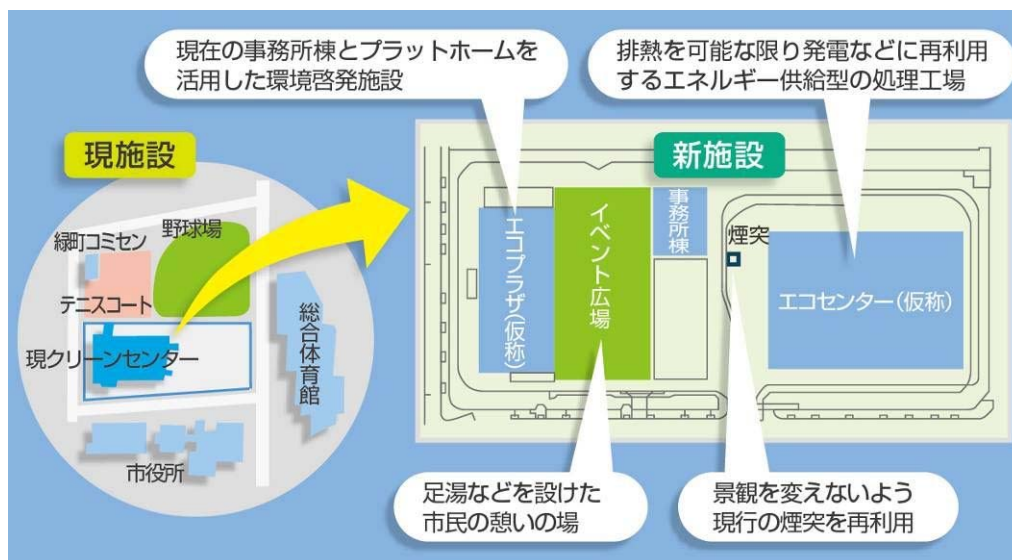 現在の事務所棟とプラットホームを
活用した環境啓発施設
排熱を可能な限り発電などに再利用
するエネルギー供給型の処理工場
現施設
新施設
野球場
緑町コミセン
テニスコート
現クリーンセンター
総合体育館
市役所
エコプラザ(仮称)
イベント広場
事務所棟
煙突
エコセンター(仮称)
足湯などを設けた
市民の憩いの場
景観を変えないよう
現行の煙突を再利用